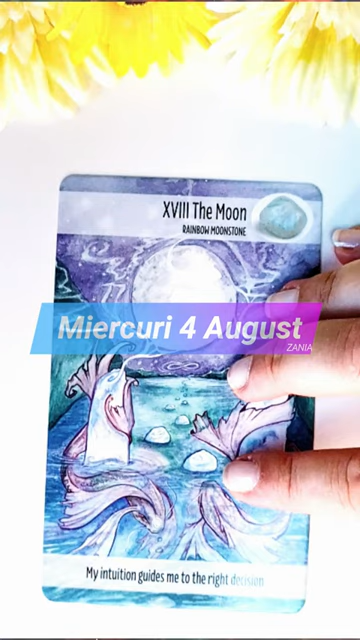 XVIII The Moon
RAINBOW MOONSTONE
Miercuri 4 August
ZANIA
My intuition guides me to the right decision